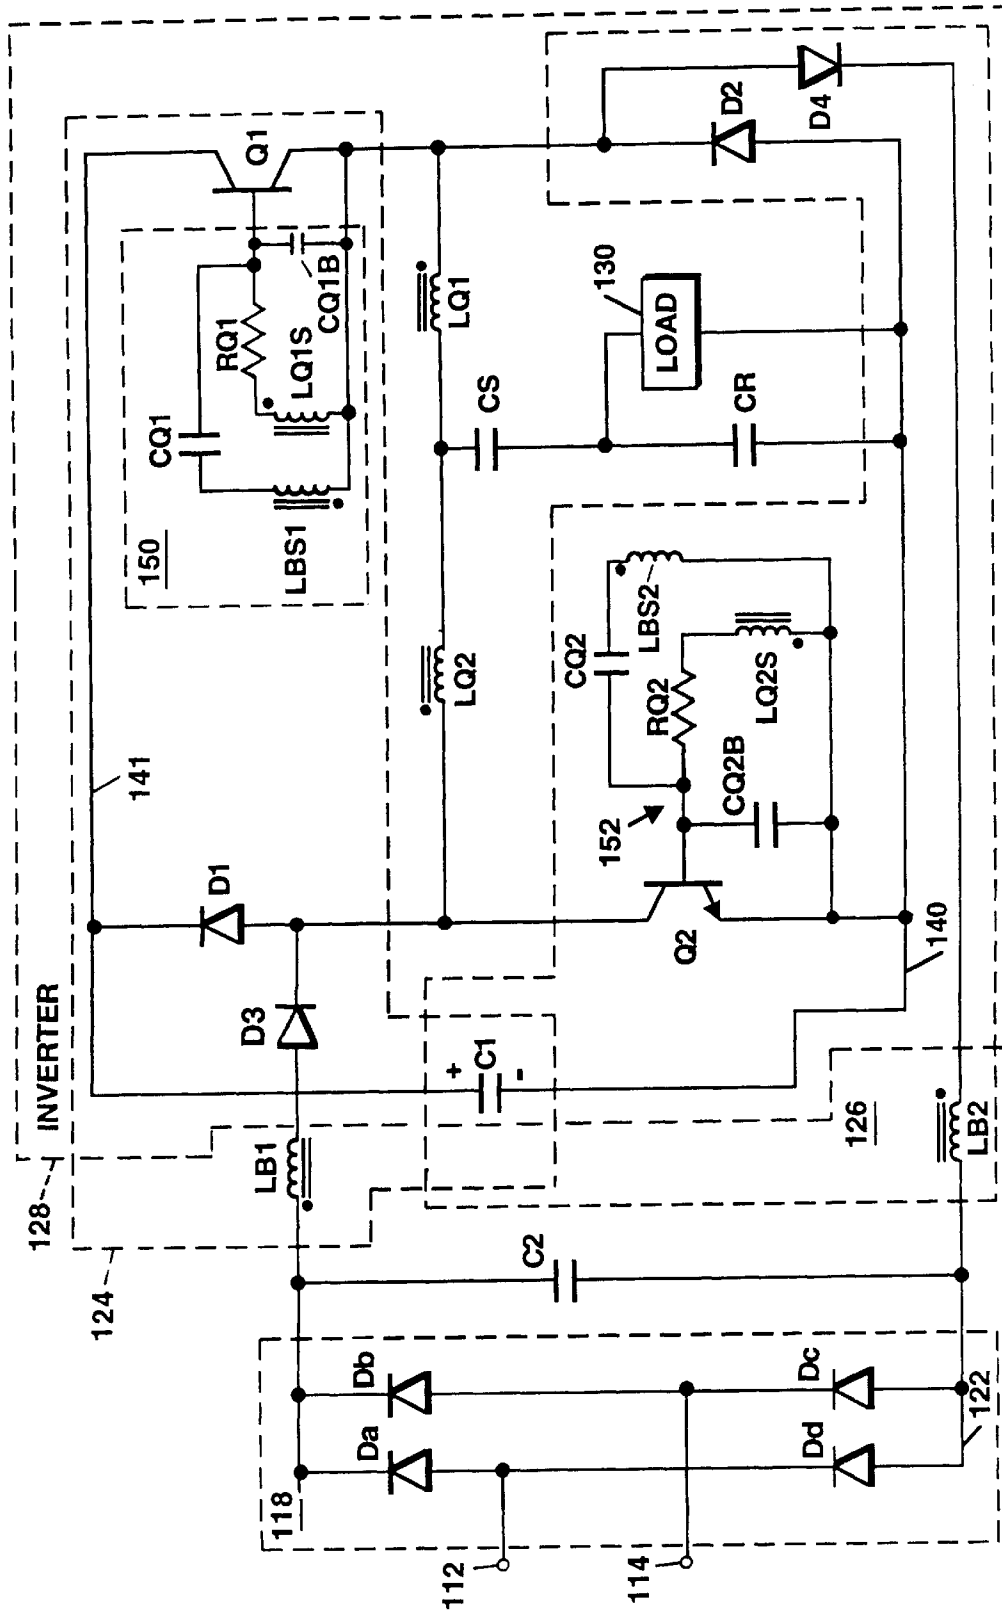 INVERTER
128
124
141
150
CQ1
RQ1
LQ1S
LBS1
CQ1B
Q1
D1
D3
LB1
LQ2
LQ1
+
C1
-
CS
130
LOAD
CR
D2
D4
CQ2
LBS2
RQ2
LQ2S
CQ2B
152
Q2
140
126
LB2
C2
118
Da
Db
Dc
Dd
122
112
114